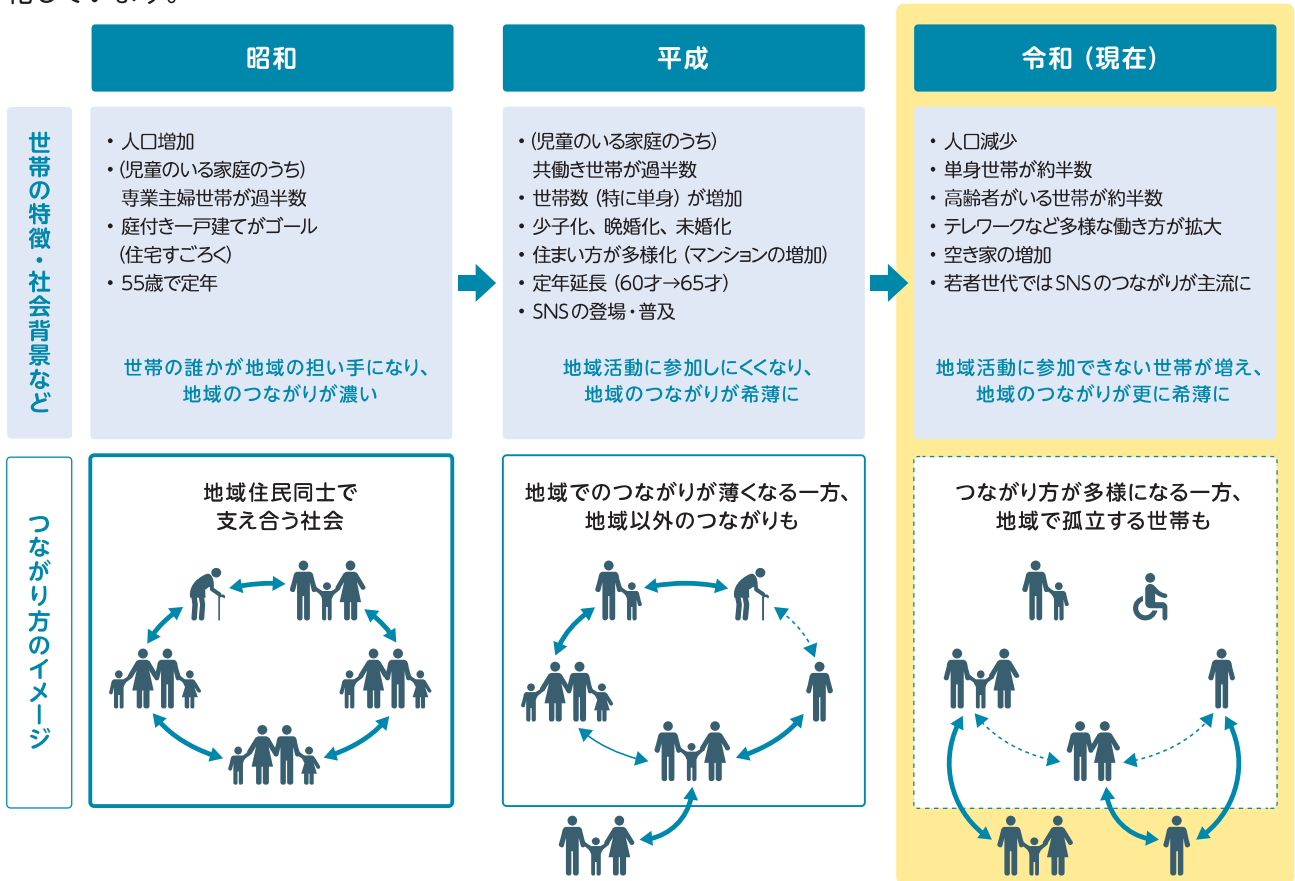 化しています。
昭和
平成
令和（現在）
世帯の特徴・社会背景など
・人口増加
・(児童のいる家庭のうち)
専業主婦世帯が過半数
・庭付き一戸建てがゴール
(住宅すごろく)
・55歳で定年
世帯の誰かが地域の担い手になり、
地域のつながりが濃い
・(児童のいる家庭のうち)
共働き世帯が過半数
・世帯数（特に単身）が増加
・少子化、晩婚化、未婚化
・住まい方が多様化（マンションの増加）
・定年延長（60才→65才）
・SNSの登場・普及
地域活動に参加しにくくなり、
地域のつながりが希薄に
・人口減少
・単身世帯が約半数
・高齢者がいる世帯が約半数
・テレワークなど多様な働き方が拡大
・空き家の増加
・若者世代ではSNSのつながりが主流に
地域活動に参加できない世帯が増え、
地域のつながりが更に希薄に
つながり方のイメージ
地域住民同士で
支え合う社会
地域でのつながりが薄くなる一方、
地域以外のつながりも
つながり方が多様になる一方、
地域で孤立する世帯も